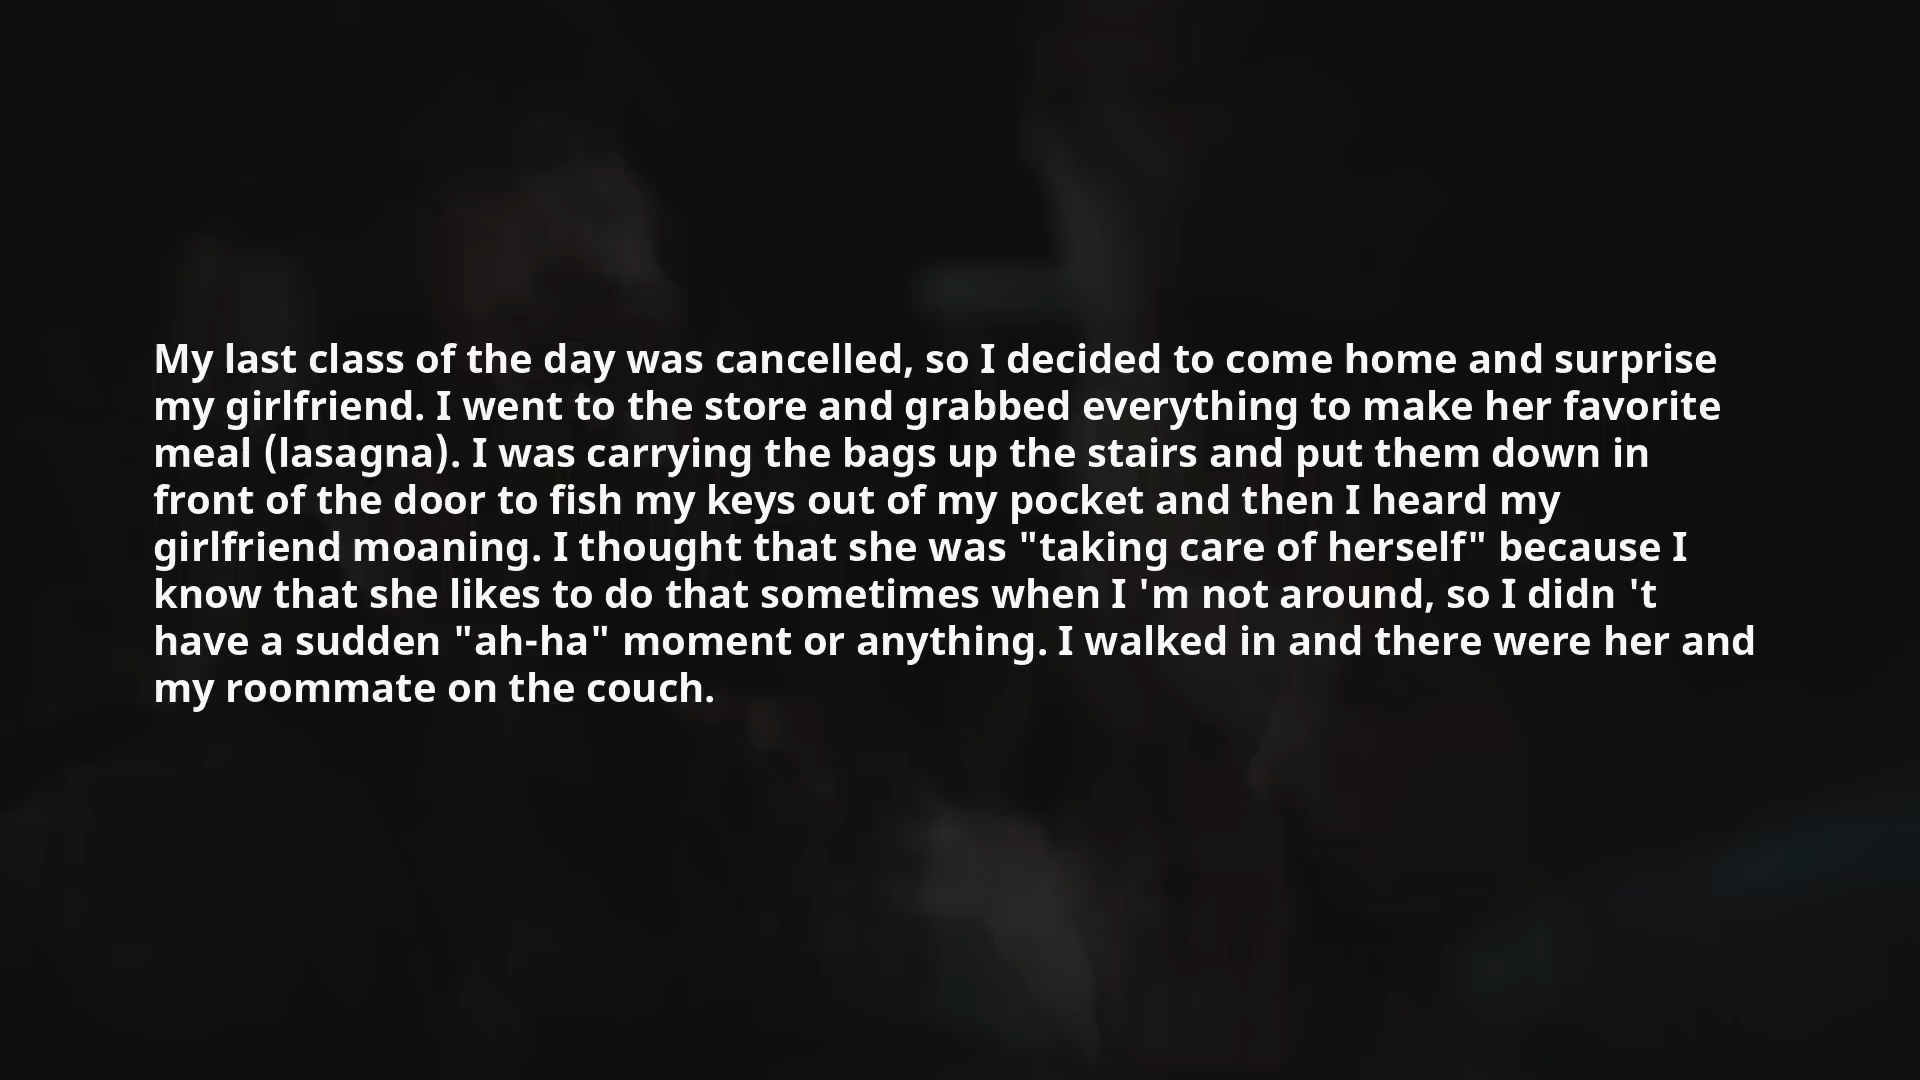 My last class of the day was cancelled, so I decided to come home and surprise
my girlfriend. I went to the store and grabbed everything to make her favorite
meal (lasagna). I was carrying the bags up the stairs and put them down in
front of the door to fish my keys out of my pocket and then I heard my
girlfriend moaning. I thought that she was "taking care of herself" because I
know that she likes to do that sometimes when I 'm not around, so I didn 't
have a sudden "ah-ha" moment or anything. I walked in and there were her and
my roommate on the couch.